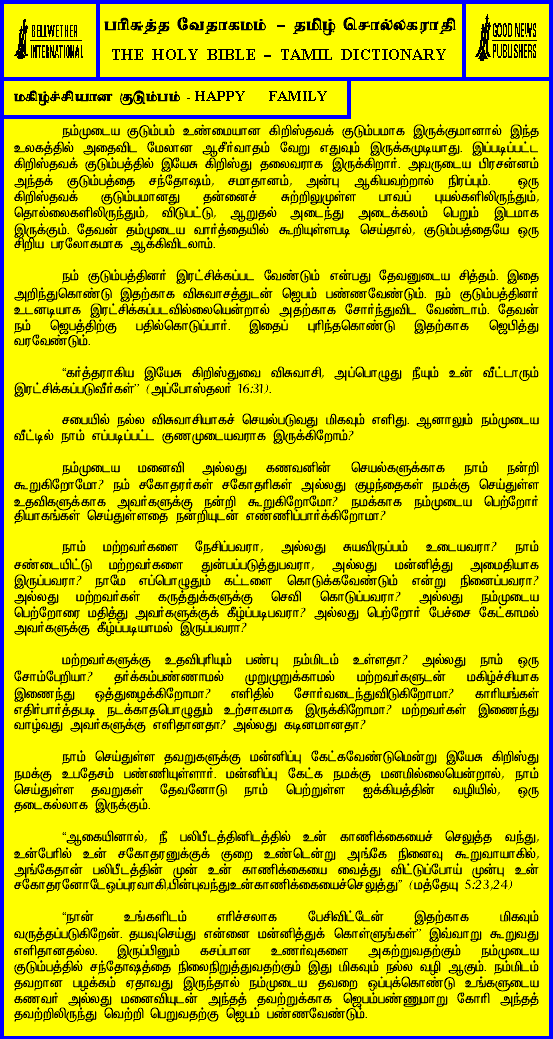 BELLWETHER
INTERNATIONAL
பரிசுத்த வேதாகமம் – தமிழ் சொல்லகராதி
THE HOLY BIBLE – TAMIL DICTIONARY
GOOD NEWS
PUBLISHERS
மகிழ்ச்சியான குடும்பம் - HAPPY FAMILY
நம்முடைய குடும்பம் உண்மையான கிறிஸ்தவக் குடும்பமாக இருக்குமானால் இந்த
உலகத்தில் அதைவிட மேலான ஆசீர்வாதம் வேறு எதுவும் இருக்கமுடியாது. இப்படிப்பட்ட
கிறிஸ்தவக் குடும்பத்தில் இயேசு கிறிஸ்து தலைவராக இருக்கிறார். அவருடைய பிரசன்னம்
அந்தக் குடும்பத்தை சந்தோஷம், சமாதானம், அன்பு ஆகியவற்றால் நிரப்பும். ஒரு
கிறிஸ்தவக் குடும்பமானது தன்னைச் சுற்றிலுமுள்ள பாவப் புயல்களிலிருந்தும்,
தொல்லைகளிலிருந்தும், விடுபட்டு, ஆறுதல் அடைந்து அடைக்கலம் பெறும் இடமாக
இருக்கும். தேவன் தம்முடைய வார்த்தையில் கூறியுள்ளபடி செய்தால், குடும்பத்தையே ஒரு
சிறிய பரலோகமாக ஆக்கிவிடலாம்.
நம் குடும்பத்தினர் இரட்சிக்கப்பட வேண்டும் என்பது தேவனுடைய சித்தம். இதை
அறிந்துகொண்டு இதற்காக விசுவாசத்துடன் ஜெபம் பண்ணவேண்டும். நம் குடும்பத்தினர்
உடனடியாக இரட்சிக்கப்படவில்லையென்றால் அதற்காக சோர்ந்துவிட வேண்டாம். தேவன்
நம் ஜெபத்திற்கு பதில்கொடுப்பார். இதைப் புரிந்தகொண்டு இதற்காக ஜெபித்து
வரவேண்டும்.
“கர்த்தராகிய இயேசு கிறிஸ்துவை விசுவாசி, அப்பொழுது நீயும் உன் வீட்டாரும்
இரட்சிக்கப்படுவீர்கள்” (அப்போஸ்தலர் 16:31).
சபையில் நல்ல விசுவாசியாகச் செயல்படுவது மிகவும் எளிது. ஆனாலும் நம்முடைய
வீட்டில் நாம் எப்படிப்பட்ட குணமுடையவராக இருக்கிறோம்?
நம்முடைய மனைவி அல்லது கணவனின் செயல்களுக்காக நாம் நன்றி
கூறுகிறோமோ? நம் சகோதரர்கள் சகோதரிகள் அல்லது குழந்தைகள் நமக்கு செய்துள்ள
உதவிகளுக்காக அவர்களுக்கு நன்றி கூறுகிறோமோ? நமக்காக நம்முடைய பெற்றோர்
தியாகங்கள் செய்துள்ளதை நன்றியுடன் எண்ணிப்பார்க்கிறோமா?
நாம் மற்றவர்களை நேசிப்பவரா, அல்லது சுயவிருப்பம் உடையவரா? நாம்
சண்டையிட்டு மற்றவர்களை துன்பப்படுத்துபவரா, அல்லது மன்னித்து அமைதியாக
இருப்பவரா? நாமே எப்பொழுதும் கட்டளை கொடுக்கவேண்டும் என்று நினைப்பவரா?
அல்லது மற்றவர்கள் கருத்துக்களுக்கு செவி கொடுப்பவரா? அல்லது நம்முடைய
பெற்றோரை மதித்து அவர்களுக்குக் கீழ்ப்படிபவரா? அல்லது பெற்றோர் பேச்சை கேட்காமல்
அவர்களுக்கு கீழ்ப்படியாமல் இருப்பவரா?
மற்றவர்களுக்கு உதவிபுரியும் பண்பு நம்மிடம் உள்ளதா? அல்லது நாம் ஒரு
சோம்பேறியா? தர்க்கம்பண்ணாமல் முறுமுறுக்காமல் மற்றவர்களுடன் மகிழ்ச்சியாக
இணைந்து ஒத்துழைக்கிறோமா? எளிதில் சோர்வடைந்துவிடுகிறோமா? காரியங்கள்
எதிர்பார்த்தபடி நடக்காதபொழுதும் உற்சாகமாக இருக்கிறோமா? மற்றவர்கள் இணைந்து
வாழ்வது அவர்களுக்கு எளிதானதா? அல்லது கடினமானதா?
நாம் செய்துள்ள தவறுகளுக்கு மன்னிப்பு கேட்கவேண்டுமென்று இயேசு கிறிஸ்து
நமக்கு உபதேசம் பண்ணியுள்ளார். மன்னிப்பு கேட்க நமக்கு மனமில்லையென்றால், நாம்
செய்துள்ள தவறுகள் தேவனோடு நாம் பெற்றுள்ள ஐக்கியத்தின் வழியில், ஒரு
தடைகல்லாக இருக்கும்.
“ஆகையினால், நீ பலிபீடத்தினிடத்தில் உன் காணிக்கையைச் செலுத்த வந்து,
உன்பேரில் உன் சகோதரனுக்குக் குறை உண்டென்று அங்கே நினைவு கூறுவாயாகில்,
அங்கேதான் பலிபீடத்தின் முன் உன் காணிக்கையை வைத்து விட்டுப்போய் முன்பு உன்
சகோதரனோடேஒப்புரவாகி,பின்புவந்துஉன்காணிக்கையைச்செலுத்து” (மத்தேயு 5:23,24)
“நான் உங்களிடம் எரிச்சலாக பேசிவிட்டேன் இதற்காக மிகவும்
வருத்தப்படுகிறேன். தயவுசெய்து என்னை மன்னித்துக் கொள்ளுங்கள்” இவ்வாறு கூறுவது
எளிதானதல்ல. இருப்பினும் கசப்பான உணர்வுகளை அகற்றுவதற்கும் நம்முடைய
குடும்பத்தில் சந்தோஷத்தை நிலைநிறுத்துவதற்கும் இது மிகவும் நல்ல வழி ஆகும். நம்மிடம்
தவறான பழக்கம் ஏதாவது இருந்தால் நம்முடைய தவறை ஒப்புக்கொண்டு உங்களுடைய
கணவர் அல்லது மனைவியுடன் அந்தத் தவற்றுக்காக ஜெபம்பண்ணுமாறு கோரி அந்தத்
தவற்றிலிருந்து வெற்றி பெறுவதற்கு ஜெபம் பண்ணவேண்டும்.